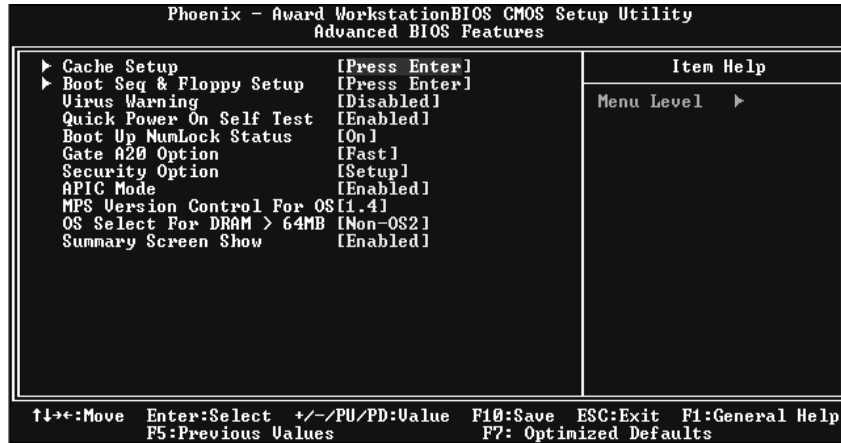 Phoenix - Award WorkstationBIOS CMOS Setup Utility
Advanced BIOS Features
Cache Setup [Press Enter]
Boot Seq & Floppy Setup [Press Enter]
Virus Warning [Disabled]
Quick Power On Self Test [Enabled]
Boot Up NumLock Status [On]
Gate A20 Option [Fast]
Security Option [Setup]
APIC Mode [Enabled]
MPS Version Control For OS[1.4]
OS Select For DRAM > 64MB [Non-OS2]
Summary Screen Show [Enabled]
Item Help
Menu Level ►
↑↓→←:Move Enter:Select +/-/PU/PD:Value F10:Save ESC:Exit F1:General Help
F5:Previous Values F7: Optimized Defaults